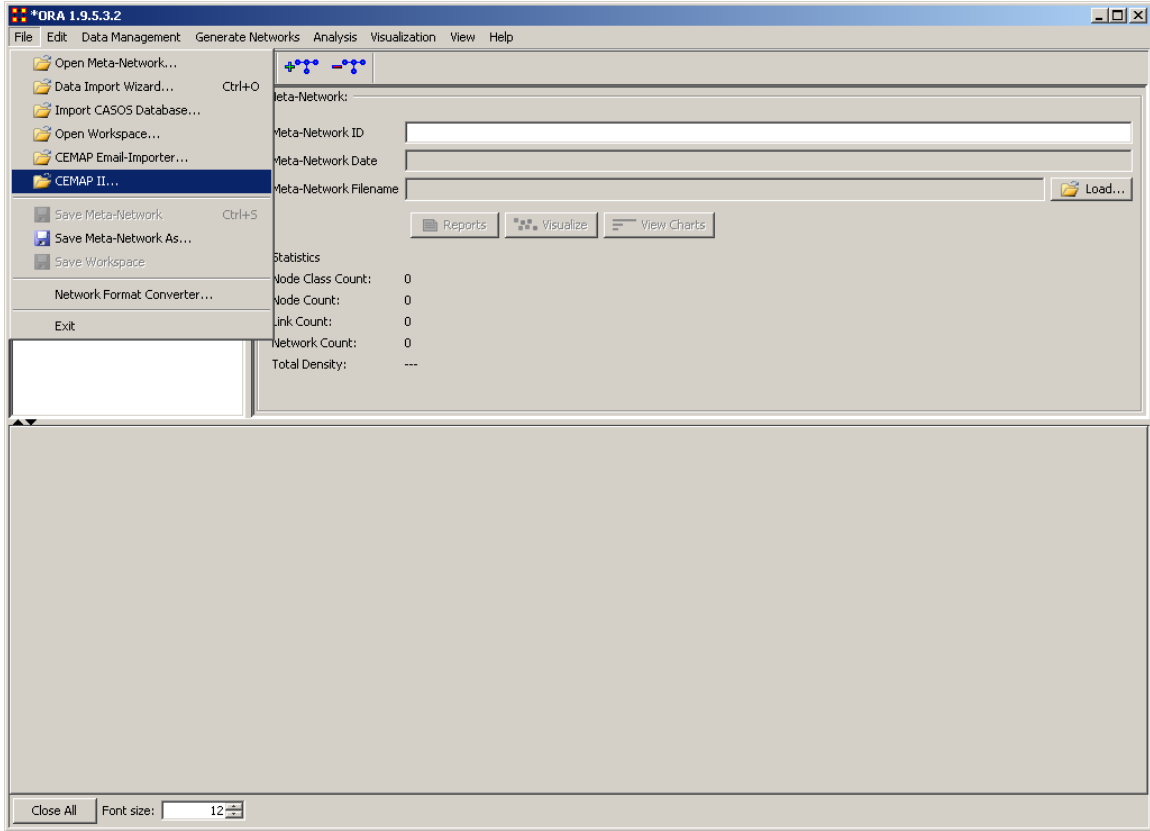 *ORA 1.9.5.3.2
File Edit Data Management Generate Networks Analysis Visualization View Help
Open Meta-Network...
Data Import Wizard... Ctrl+O
Import CASOS Database...
Open Workspace...
CEMAP Email-Importer...
CEMAP II...
Save Meta-Network Ctrl+S
Save Meta-Network As...
Save Workspace
Network Format Converter...
Exit
Meta-Network:
Meta-Network ID
Meta-Network Date
Meta-Network Filename Load...
Reports Visualize View Charts
Statistics
Node Class Count: 0
Node Count: 0
Link Count: 0
Network Count: 0
Total Density: ---
Close All Font size: 12